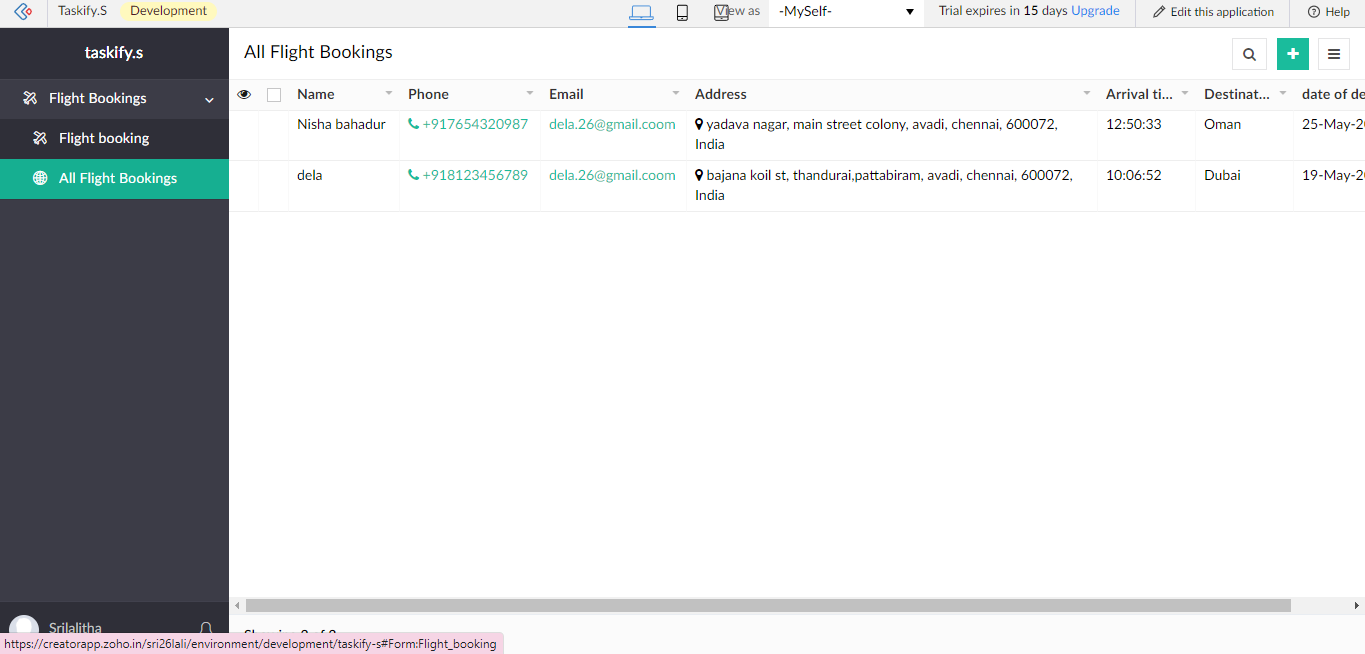 Taskify.S Development View as -MySelf- Trial expires in 15 days Upgrade Edit this application Help
taskify.s
All Flight Bookings
Flight Bookings
Flight booking
All Flight Bookings
Name Phone Email Address Arrival ti... Destinat... date of de
Nisha bahadur +917654320987 dela.26@gmail.coom yadava nagar, main street colony, avadi, chennai, 600072, 12:50:33 Oman 25-May-20
India
dela +918123456789 dela.26@gmail.coom bajana koil st, thandurai,pattabiram, avadi, chennai, 600072, 10:06:52 Dubai 19-May-20
India
Srilalitha
https://creatorapp.zoho.in/sri26lali/environment/development/taskify-s#Form:Flight_booking